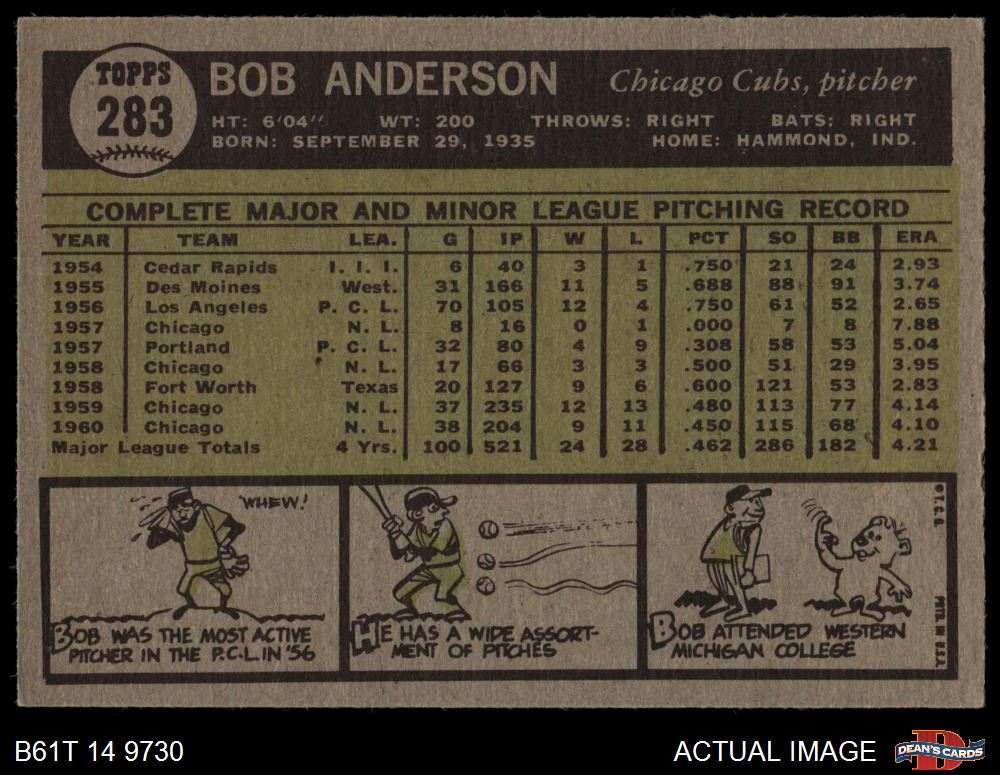 TOPPS
283
BOB ANDERSON Chicago Cubs, pitcher
HT: 6'04" WT: 200 THROWS: RIGHT BATS: RIGHT
BORN: SEPTEMBER 29, 1935 HOME: HAMMOND, IND.
COMPLETE MAJOR AND MINOR LEAGUE PITCHING RECORD
YEAR TEAM LEA. G IP W L PCT SO BB ERA
1954 Cedar Rapids I. I. I. 6 40 3 1 .750 21 24 2.93
1955 Des Moines West. 31 166 11 5 .688 88 91 3.74
1956 Los Angeles P. C. L. 70 105 12 4 .750 61 52 2.65
1957 Chicago N. L. 8 16 0 1 .000 7 8 7.88
1957 Portland P. C. L. 32 80 4 9 .308 58 53 5.04
1958 Chicago N. L. 17 66 3 3 .500 51 29 3.95
1958 Fort Worth Texas 20 127 9 6 .600 121 53 2.83
1959 Chicago N. L. 37 235 12 13 .480 113 77 4.14
1960 Chicago N. L. 38 204 9 11 .450 115 68 4.10
Major League Totals 4 Yrs. 100 521 24 28 .462 286 182 4.21
"WHEW!
BOB WAS THE MOST ACTIVE
PITCHER IN THE P.C.L. IN '56
HE HAS A WIDE ASSORT-
MENT OF PITCHES
BOB ATTENDED WESTERN
MICHIGAN COLLEGE
© T. C. G.
PRTD. IN U.S.A.
B61T 14 9730
ACTUAL IMAGE
D
DEAN'S CARDS